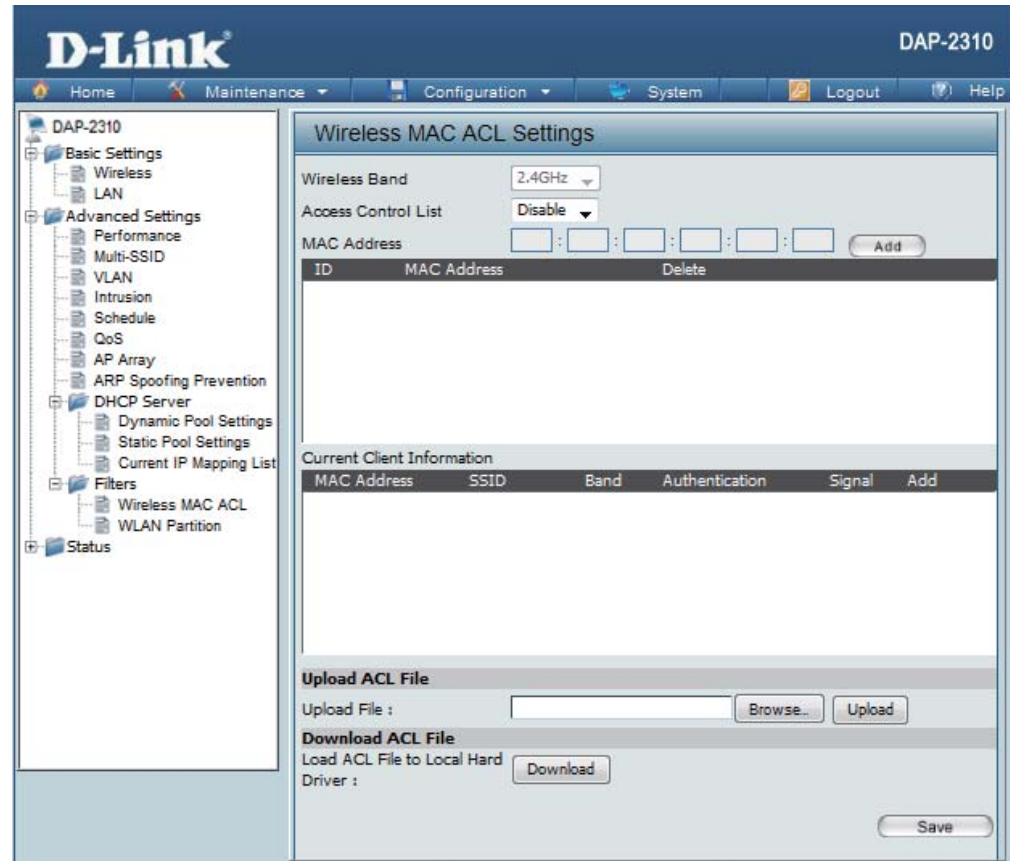 D-Link
DAP-2310
Home Maintenance Configuration System Logout Help
DAP-2310
Basic Settings
Wireless
LAN
Advanced Settings
Performance
Multi-SSID
VLAN
Intrusion
Schedule
QoS
AP Array
ARP Spoofing Prevention
DHCP Server
Dynamic Pool Settings
Static Pool Settings
Current IP Mapping List
Filters
Wireless MAC ACL
WLAN Partition
Status
Wireless MAC ACL Settings
Wireless Band 2.4GHz
Access Control List Disable
MAC Address : : : : : Add
ID MAC Address Delete
Current Client Information
MAC Address SSID Band Authentication Signal Add
Upload ACL File
Upload File : Browse.. Upload
Download ACL File
Load ACL File to Local Hard
Driver : Download
Save